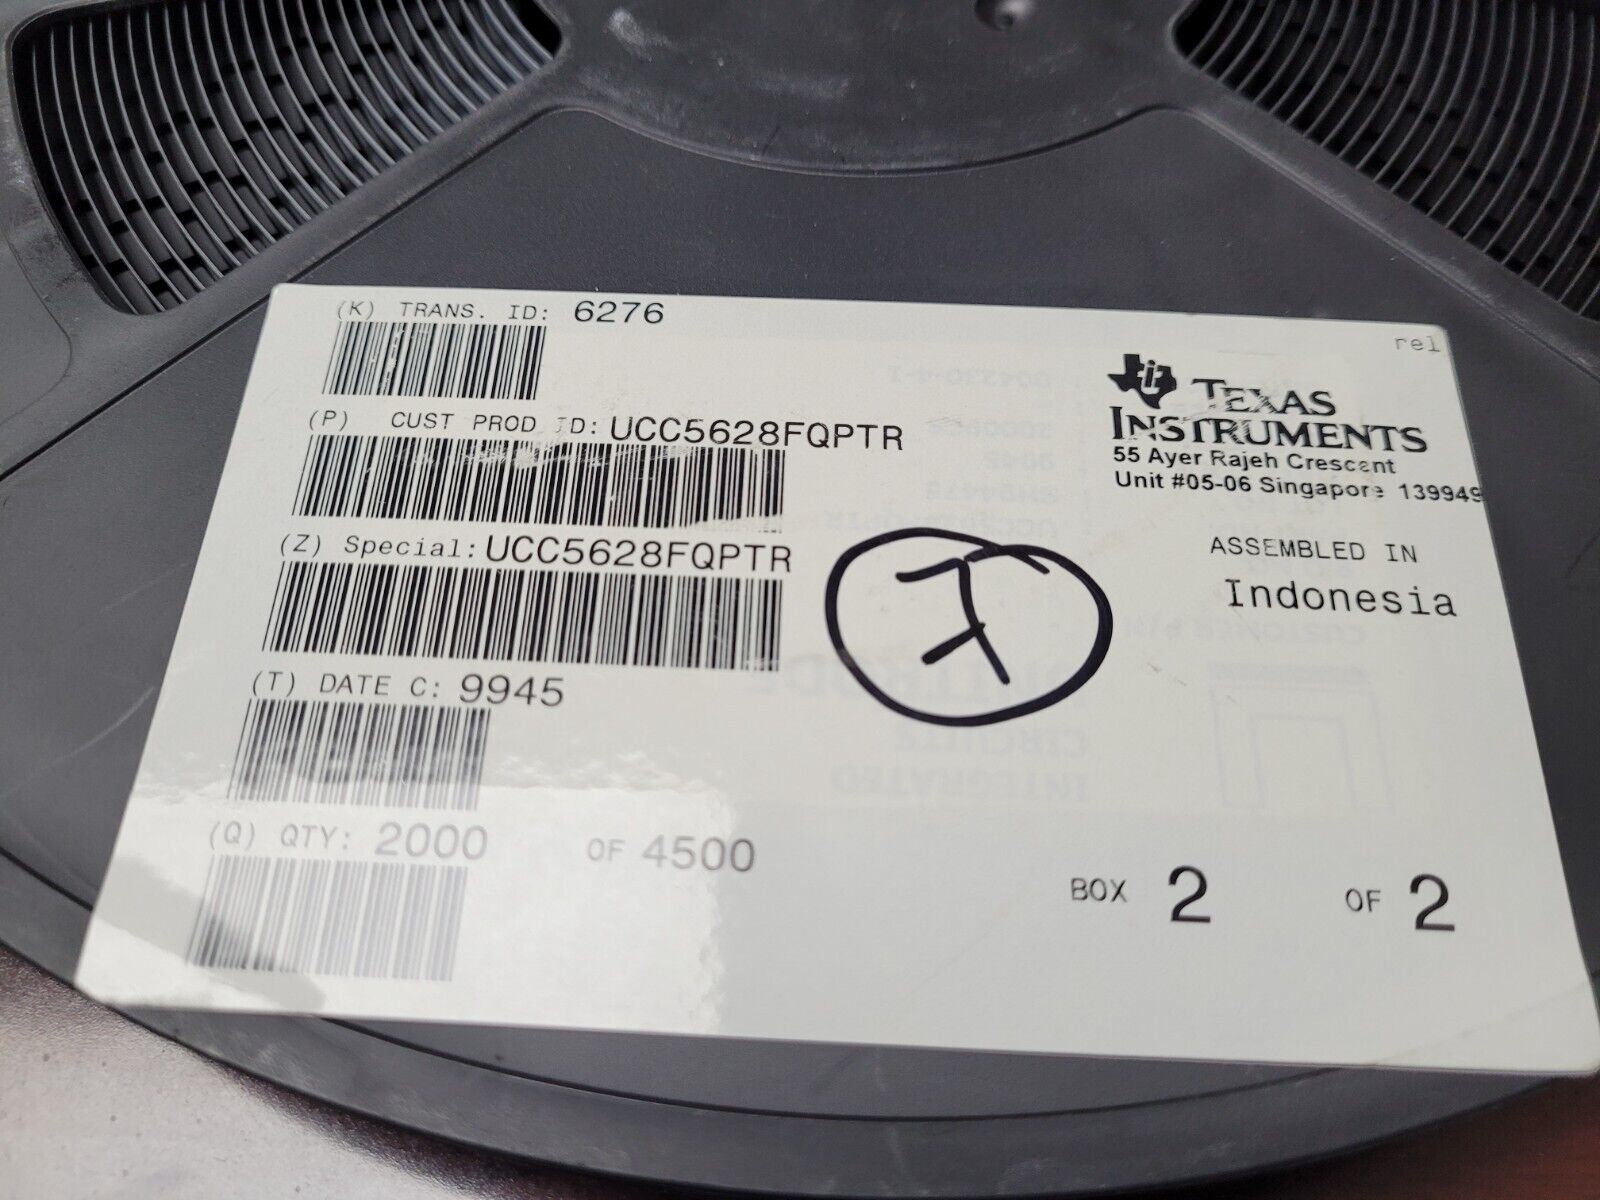 (K) TRANS. ID: 6276
rel
TEXAS
INSTRUMENTS
55 Ayer Rajeh Crescent
Unit #05-06 Singapore 139949
(P) CUST PROD ID: UCC5628FQPTR
(Z) Special: UCC5628FQPTR
ASSEMBLED IN
Indonesia
(T) DATE C: 9945
(Q) QTY: 2000 OF 4500
BOX 2 OF 2